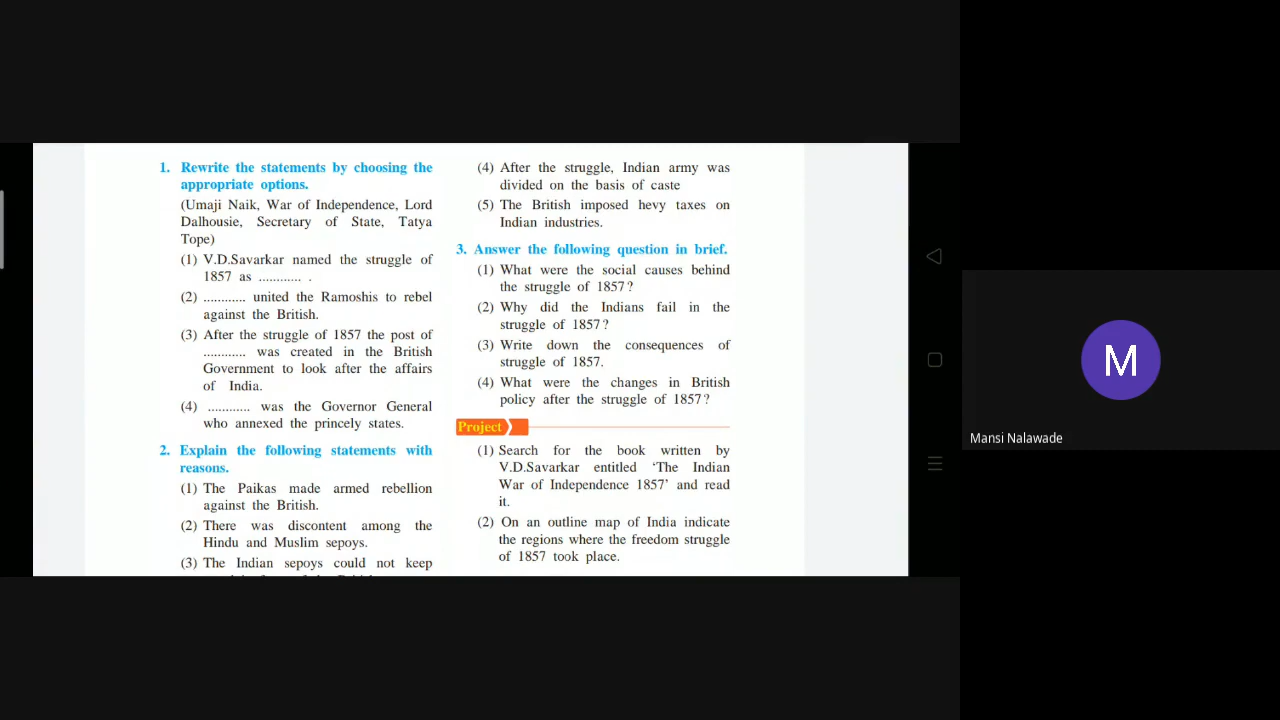 1. Rewrite the statements by choosing the
appropriate options.
(Umaji Naik, War of Independence, Lord
Dalhousie, Secretary of State, Tatya
Tope)
(1) V.D.Savarkar named the struggle of
1857 as ............ .
(2) ............ united the Ramoshis to rebel
against the British.
(3) After the struggle of 1857 the post of
............ was created in the British
Government to look after the affairs
of India.
(4) ............ was the Governor General
who annexed the princely states.
2. Explain the following statements with
reasons.
(1) The Paikas made armed rebellion
against the British.
(2) There was discontent among the
Hindu and Muslim sepoys.
(3) The Indian sepoys could not keep
(4) After the struggle, Indian army was
divided on the basis of caste
(5) The British imposed hevy taxes on
Indian industries.
3. Answer the following question in brief.
(1) What were the social causes behind
the struggle of 1857?
(2) Why did the Indians fail in the
struggle of 1857?
(3) Write down the consequences of
struggle of 1857.
(4) What were the changes in British
policy after the struggle of 1857?
Project
(1) Search for the book written by
V.D.Savarkar entitled ‘The Indian
War of Independence 1857’ and read
it.
(2) On an outline map of India indicate
the regions where the freedom struggle
of 1857 took place.
M
Mansi Nalawade